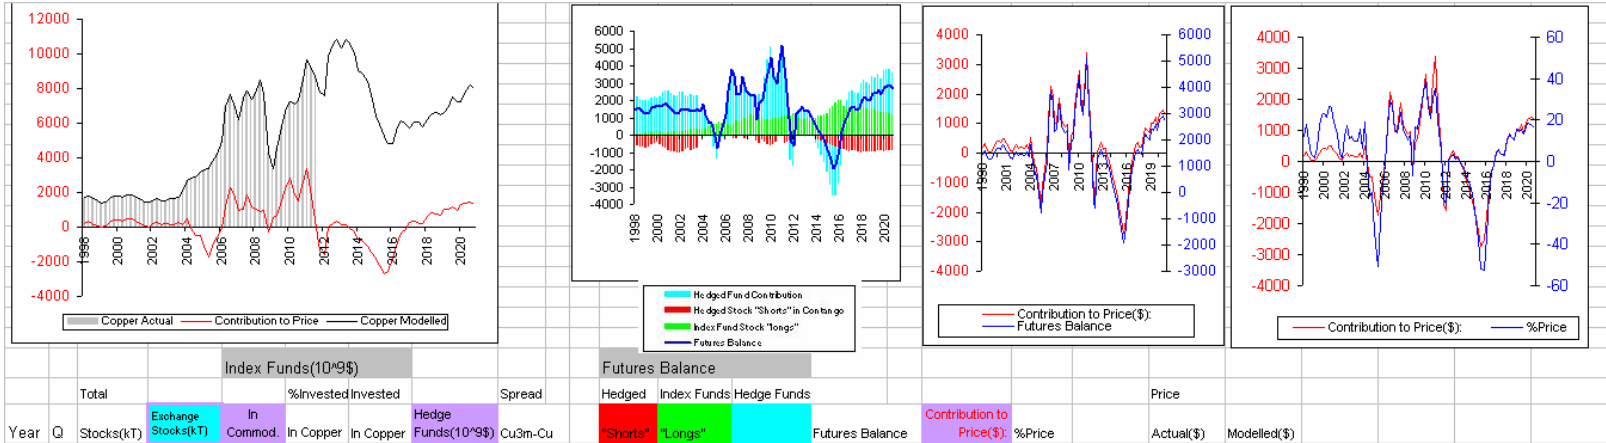 12000
10000
8000
6000
4000
2000
0
-2000
-4000
1998
2000
2002
2004
2006
2008
2010
2012
2014
2016
2018
2020
Copper Actual
Contribution to Price
Copper Modelled
6000
5000
4000
3000
2000
1000
0
-1000
-2000
-3000
-4000
1998
2000
2002
2004
2006
2008
2010
2012
2014
2016
2018
2020
Hedged Fund Contribution
Hedged Stock "Shorts" in Contango
Index Fund Stock "longs"
Futures Balance
4000
3000
2000
1000
0
-1000
-2000
-3000
-4000
6000
5000
4000
3000
2000
1000
0
-1000
-2000
-3000
2001
2004
2007
2010
2013
2016
2019
Contribution to Price($):
Futures Balance
4000
3000
2000
1000
0
-1000
-2000
-3000
-4000
60
40
20
0
-20
-40
-60
2000
2002
2004
2006
2008
2010
2012
2014
2016
2018
2020
Contribution to Price($):
%Price
Index Funds(10^9$)
Futures Balance
Total
%Invested
Invested
Spread
Hedged
Index Funds
Hedge Funds
Price
Year
Q
Stocks(kT)
Exchange
Stocks(kT)
In
Commod.
In Copper
In Copper
Hedge
Funds(10^9$)
Cu3m-Cu
"Shorts"
"Longs"
Futures Balance
Contribution to
Price($):
%Price
Actual($)
Modelled($)